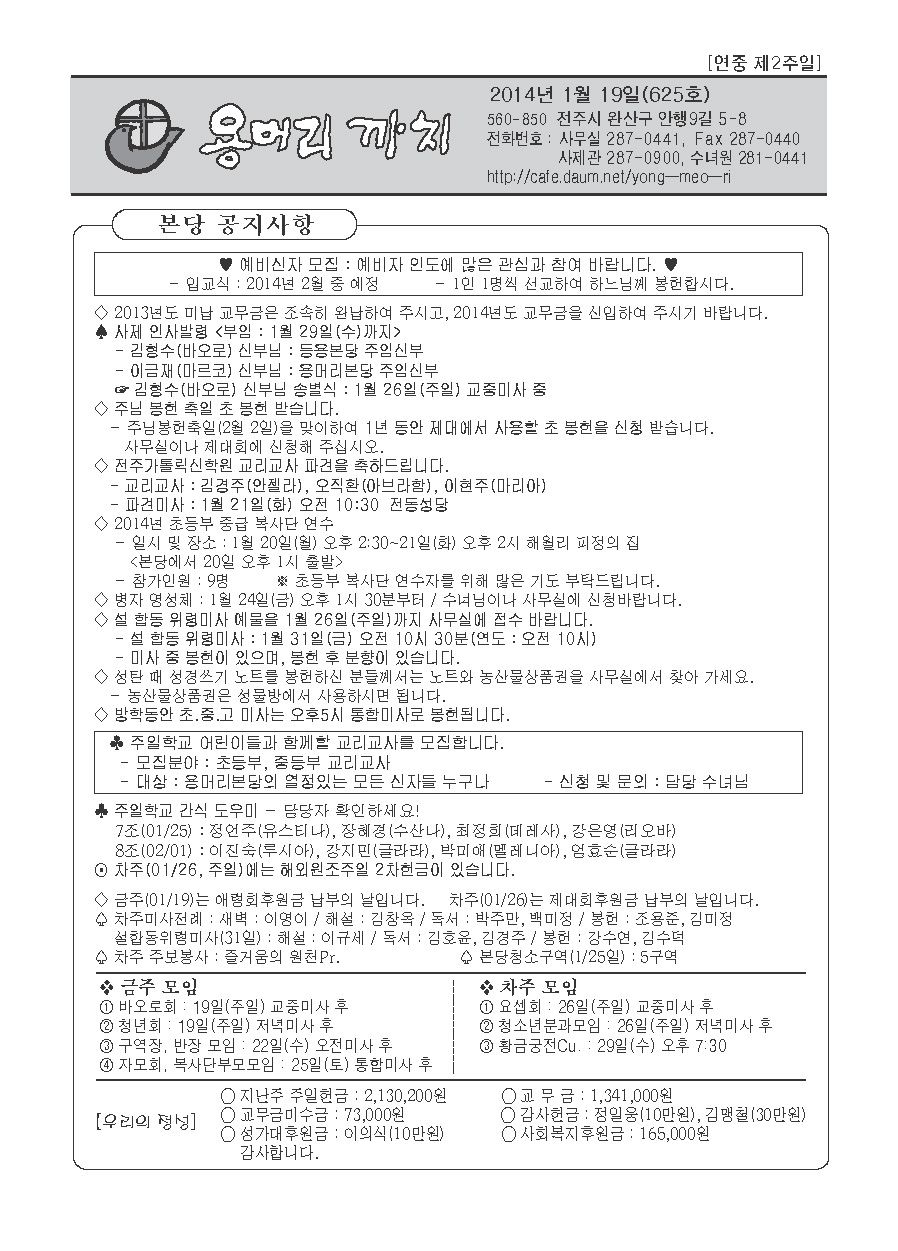 [연중 제2주일]
용머리 까치
2014년 1월 19일(625호)
560-850 전주시 완산구 안행9길 5-8
전화번호 : 사무실 287-0441, Fax 287-0440
사제관 287-0900, 수녀원 281-0441
http://cafe.daum.net/yong-meo-ri
본당 공지사항
♥ 예비신자 모집 : 예비자 인도에 많은 관심과 참여 바랍니다. ♥
- 입교식 : 2014년 2월 중 예정 - 1인 1명씩 선교하여 하느님께 봉헌합시다.
◇ 2013년도 미납 교무금은 조속히 완납하여 주시고, 2014년도 교무금을 신입하여 주시기 바랍니다.
♠ 사제 인사발령 <부임 : 1월 29일(수)까지>
- 김형수(바오로) 신부님 : 등용본당 주임신부
- 이금재(마르코) 신부님 : 용머리본당 주임신부
☞ 김형수(바오로) 신부님 송별식 : 1월 26일(주일) 교중미사 중
◇ 주님 봉헌 축일 초 봉헌 받습니다.
- 주님봉헌축일(2월 2일)을 맞이하여 1년 동안 제대에서 사용할 초 봉헌을 신청 받습니다.
사무실이나 제대회에 신청해 주십시오.
◇ 전주가톨릭신학원 교리교사 파견을 축하드립니다.
- 교리교사 : 김경주(안젤라), 오직환(아브라함), 이현주(마리아)
- 파견미사 : 1월 21일(화) 오전 10:30 전동성당
◇ 2014년 초등부 중급 복사단 연수
- 일시 및 장소 : 1월 20일(월) 오후 2:30~21일(화) 오후 2시 해월리 피정의 집
<본당에서 20일 오후 1시 출발>
- 참가인원 : 9명 ※ 초등부 복사단 연수자를 위해 많은 기도 부탁드립니다.
◇ 병자 영성체 : 1월 24일(금) 오후 1시 30분부터 / 수녀님이나 사무실에 신청바랍니다.
◇ 설 합동 위령미사 예물을 1월 26일(주일)까지 사무실에 접수 바랍니다.
- 설 합동 위령미사 : 1월 31일(금) 오전 10시 30분(연도 : 오전 10시)
- 미사 중 봉헌이 있으며, 봉헌 후 분향이 있습니다.
◇ 성탄 때 성경쓰기 노트를 봉헌하신 분들께서는 노트와 농산물상품권을 사무실에서 찾아 가세요.
- 농산물상품권은 성물방에서 사용하시면 됩니다.
◇ 방학동안 초.중.고 미사는 오후5시 통합미사로 봉헌됩니다.
♣ 주일학교 어린이들과 함께할 교리교사를 모집합니다.
- 모집분야 : 초등부, 중등부 교리교사
- 대상 : 용머리본당의 열정있는 모든 신자들 누구나 - 신청 및 문의 : 담당 수녀님
♣ 주일학교 간식 도우미 - 담당자 확인하세요!
7조(01/25) : 정언주(유스티나), 장혜경(수산나), 최정희(데레사), 강은영(리오바)
8조(02/01) : 이진숙(루시아), 강지민(글라라), 박미애(멜레니아), 엄효순(글라라)
⊙ 차주(01/26, 주일)에는 해외원조주일 2차헌금이 있습니다.
◇ 금주(01/19)는 애령회후원금 납부의 날입니다. 차주(01/26)는 제대회후원금 납부의 날입니다.
♤ 차주미사전례 : 새벽 : 이영이 / 해설 : 김창옥 / 독서 : 박주만, 백미정 / 봉헌 : 조용준, 김미정
설합동위령미사(31일) : 해설 : 이규세 / 독서 : 김호윤, 김경주 / 봉헌 : 강수연, 김수덕
♤ 차주 주보봉사 : 즐거움의 원천Pr. ♤ 본당청소구역(1/25일) : 5구역
❖ 금주 모임
① 바오로회 : 19일(주일) 교중미사 후
② 청년회 : 19일(주일) 저녁미사 후
③ 구역장, 반장 모임 : 22일(수) 오전미사 후
④ 자모회, 복사단부모모임 : 25일(토) 통합미사 후
❖ 차주 모임
① 요셉회 : 26일(주일) 교중미사 후
② 청소년분과모임 : 26일(주일) 저녁미사 후
③ 황금궁전Cu. : 29일(수) 오후 7:30
[우리의 정성]
○ 지난주 주일헌금 : 2,130,200원 ○ 교 무 금 : 1,341,000원
○ 교무금미수금 : 73,000원 ○ 감사헌금 : 정일웅(10만원), 김맹철(30만원)
○ 성가대후원금 : 이의식(10만원) ○ 사회복지후원금 : 165,000원
감사합니다.